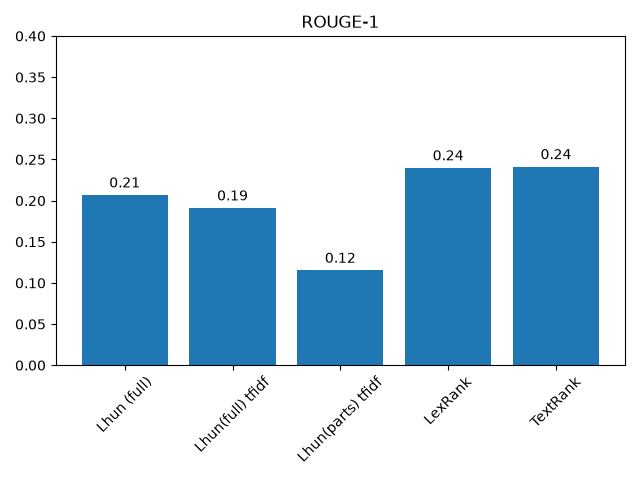 ROUGE-1
0.40
0.35
0.30
0.25
0.20
0.15
0.10
0.05
0.00
0.21
0.19
0.12
0.24
0.24
Lhun (full)
Lhun(full) tfidf
Lhun(parts) tfidf
LexRank
TextRank